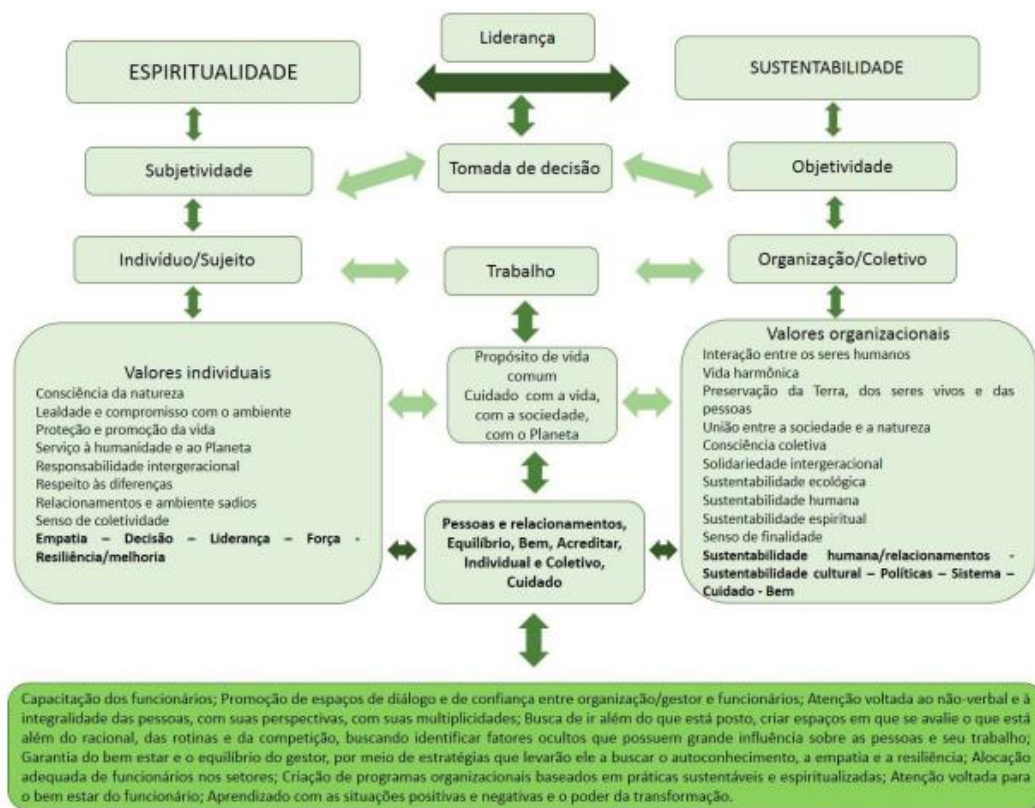 Liderança
ESPIRITUALIDADE
SUSTENTABILIDADE
Subjetividade
Tomada de decisão
Objetividade
Indivíduo/Sujeito
Trabalho
Organização/Coletivo
Valores individuais
Consciência da natureza
Lealdade e compromisso com o ambiente
Proteção e promoção da vida
Serviço à humanidade e ao Planeta
Responsabilidade intergeracional
Respeito às diferenças
Relacionamentos e ambiente sadios
Senso de coletividade
Empatia – Decisão – Liderança – Força -
Resiliência/melhoria
Propósito de vida
comum
Cuidado com a vida,
com a sociedade,
com o Planeta
Pessoas e relacionamentos,
Equilíbrio, Bem, Acreditar,
Individual e Coletivo,
Cuidado
Valores organizacionais
Interação entre os seres humanos
Vida harmônica
Preservação da Terra, dos seres vivos e das
pessoas
União entre a sociedade e a natureza
Consciência coletiva
Solidariedade intergeracional
Sustentabilidade ecológica
Sustentabilidade humana
Sustentabilidade espiritual
Senso de finalidade
Sustentabilidade humana/relacionamentos -
Sustentabilidade cultural – Políticas – Sistema –
Cuidado - Bem
Capacitação dos funcionários; Promoção de espaços de diálogo e de confiança entre organização/gestor e funcionários; Atenção voltada ao não-verbal e à
integralidade das pessoas, com suas perspectivas, com suas multiplicidades; Busca de ir além do que está posto, criar espaços em que se avalie o que está
além do racional, das rotinas e da competição, buscando identificar fatores ocultos que possuem grande influência sobre as pessoas e seu trabalho;
Garantia do bem estar e o equilíbrio do gestor, por meio de estratégias que levarão ele a buscar o autoconhecimento, a empatia e a resiliência; Alocação
adequada de funcionários nos setores; Criação de programas organizacionais baseados em práticas sustentáveis e espiritualizadas; Atenção voltada para
o bem estar do funcionário; Aprendizado com as situações positivas e negativas e o poder da transformação.